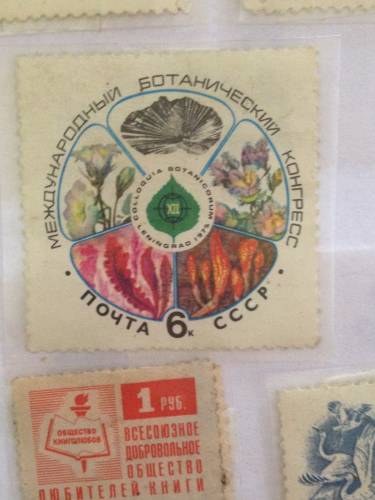 МЕЖДУНАРОДНЫЙ БОТАНИЧЕСКИЙ КОНГРЕСС
COLLOQUIA BOTANICORUM
XII
LENINGRAD 1975
• ПОЧТА 6к СССР •
ОБЩЕСТВО
КНИГОЛЮБОВ
1 РУБ.
ВСЕСОЮЗНОЕ
ДОБРОВОЛЬНОЕ
ОБЩЕСТВО
ЛЮБИТЕЛЕЙ КНИГИ